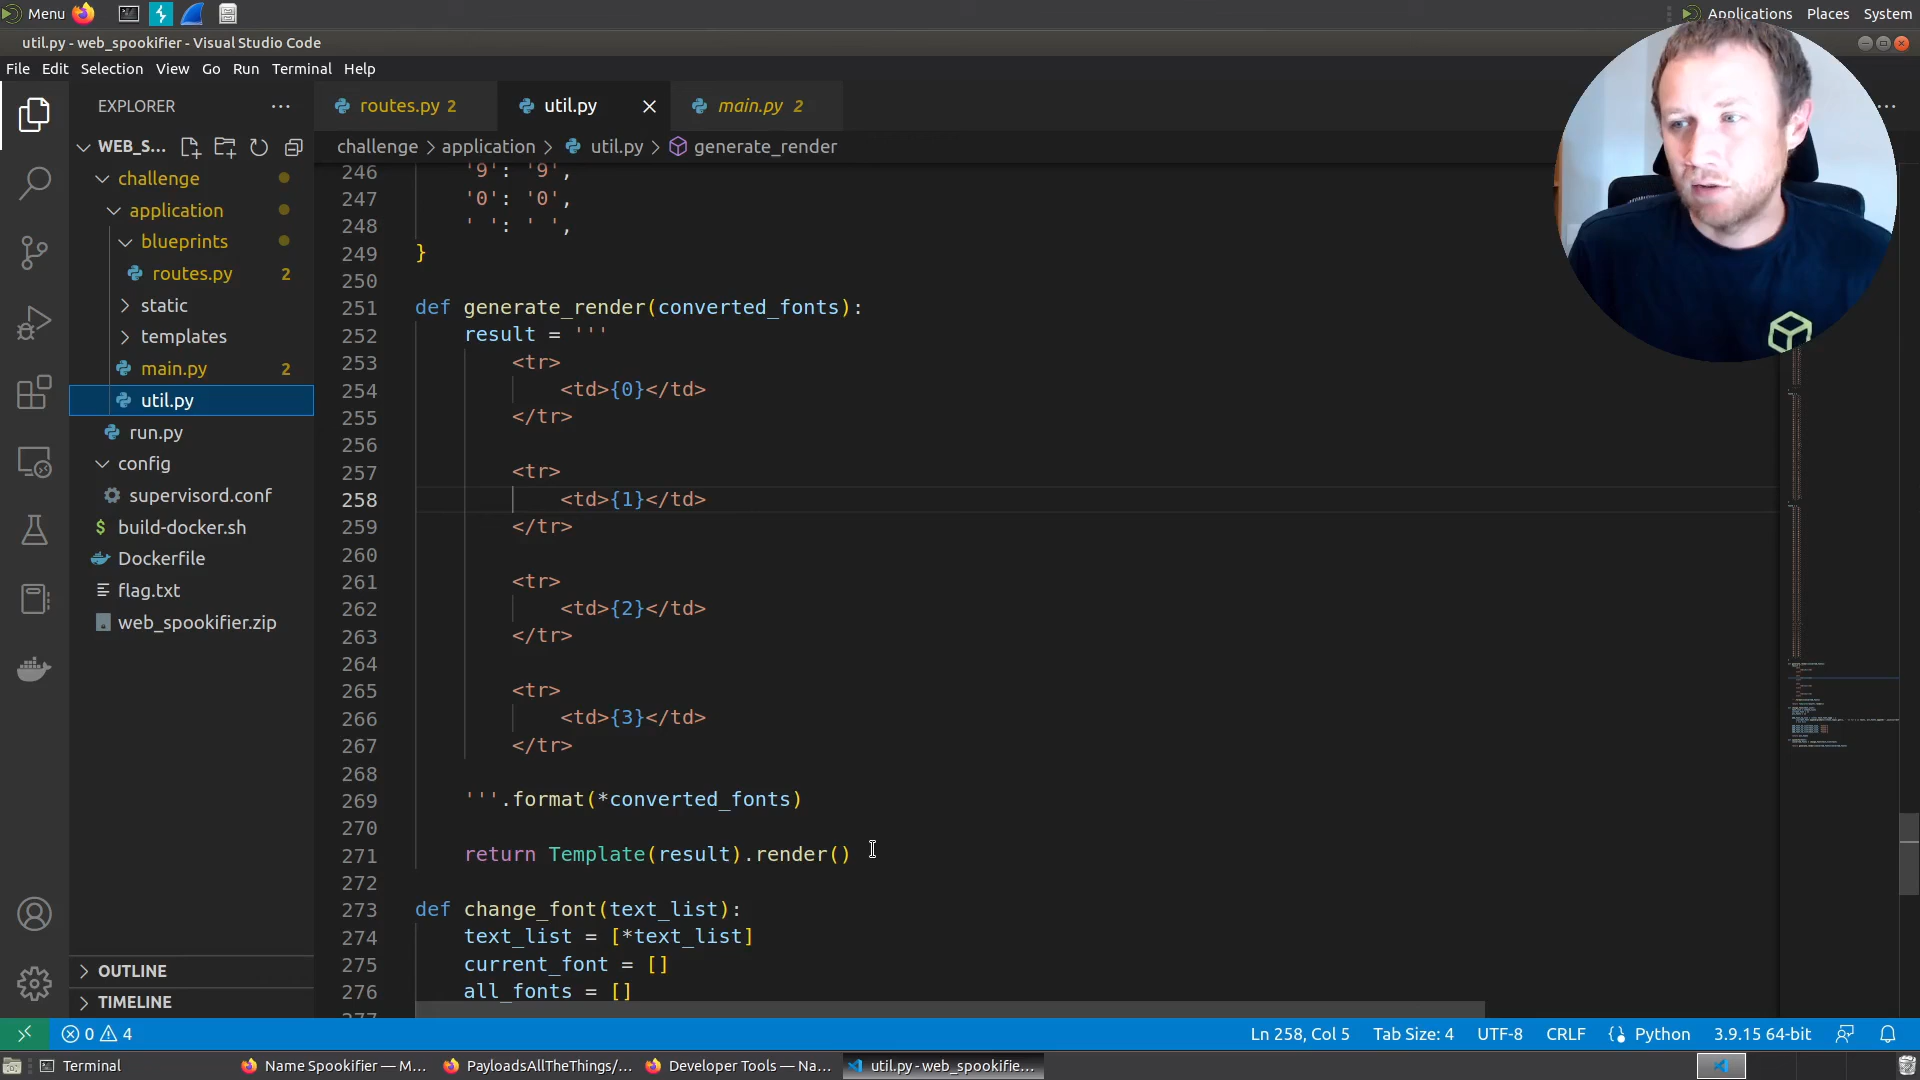 Menu
Applications Places System
util.py - web_spookifier - Visual Studio Code
File Edit Selection View Go Run Terminal Help
EXPLORER
routes.py 2
util.py
main.py 2
WEB_S...
challenge > application > util.py > generate_render
challenge
application
blueprints
routes.py 2
static
templates
main.py 2
util.py
run.py
config
supervisord.conf
build-docker.sh
Dockerfile
flag.txt
web_spookifier.zip
OUTLINE
TIMELINE
246 '9': '9',
247 '0': '0',
248 ' ': ' ',
249 }
250
251 def generate_render(converted_fonts):
252 result = '''
253 <tr>
254 <td>{0}</td>
255 </tr>
256
257 <tr>
258 <td>{1}</td>
259 </tr>
260
261 <tr>
262 <td>{2}</td>
263 </tr>
264
265 <tr>
266 <td>{3}</td>
267 </tr>
268
269 '''.format(*converted_fonts)
270
271 return Template(result).render()
272
273 def change_font(text_list):
274 text_list = [*text_list]
275 current_font = []
276 all_fonts = []
277
0 4
Ln 258, Col 5 Tab Size: 4 UTF-8 CRLF Python 3.9.15 64-bit
Terminal
Name Spookifier — M...
PayloadsAllTheThings/...
Developer Tools — Na...
util.py - web_spookifie...